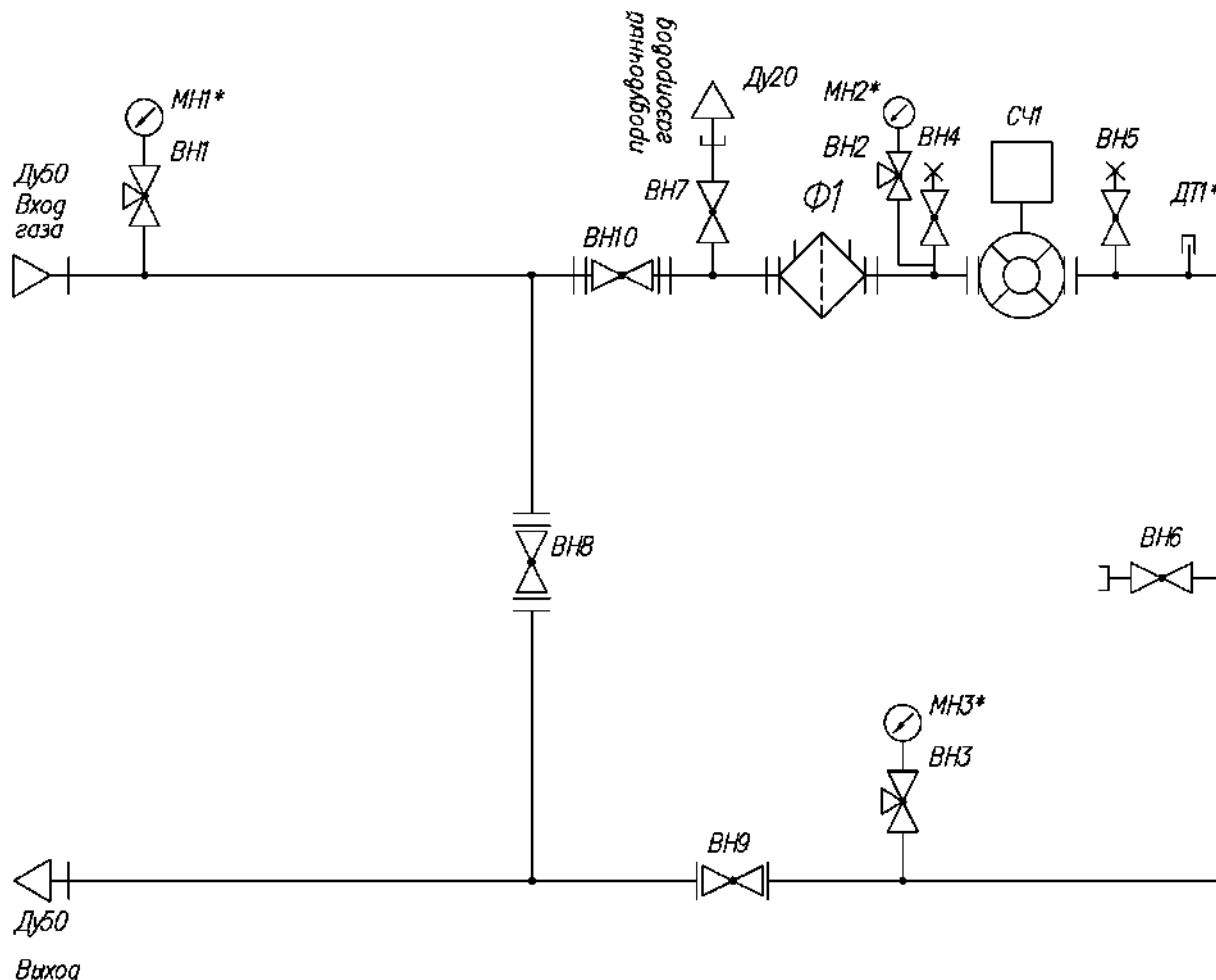 МН1*
ВН1
Ду50
Вход
газа
продувочный
газопровод
Ду20
ВН7
ВН10
Ф1
МН2*
ВН2
ВН4
СЧ1
ВН5
ДТ1*
ВН8
ВН6
МН3*
ВН3
ВН9
Ду50
Выход